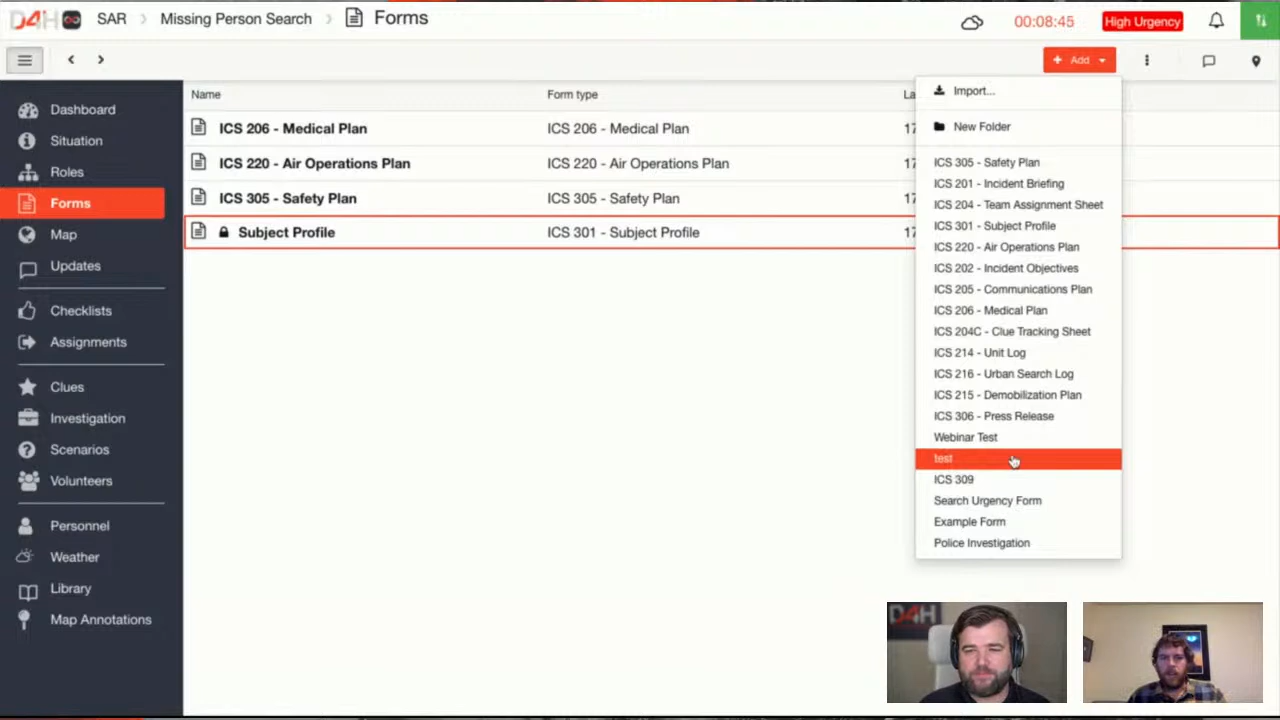 D4H SAR Missing Person Search Forms 00:08:45 High Urgency
Add
Dashboard
Situation
Roles
Forms
Map
Updates
Checklists
Assignments
Clues
Investigation
Scenarios
Volunteers
Personnel
Weather
Library
Map Annotations
Name Form type La
ICS 206 - Medical Plan ICS 206 - Medical Plan 17
ICS 220 - Air Operations Plan ICS 220 - Air Operations Plan 17
ICS 305 - Safety Plan ICS 305 - Safety Plan 17
Subject Profile ICS 301 - Subject Profile 17
Import...
New Folder
ICS 305 - Safety Plan
ICS 201 - Incident Briefing
ICS 204 - Team Assignment Sheet
ICS 301 - Subject Profile
ICS 220 - Air Operations Plan
ICS 202 - Incident Objectives
ICS 205 - Communications Plan
ICS 206 - Medical Plan
ICS 204C - Clue Tracking Sheet
ICS 214 - Unit Log
ICS 216 - Urban Search Log
ICS 215 - Demobilization Plan
ICS 306 - Press Release
Webinar Test
test
ICS 309
Search Urgency Form
Example Form
Police Investigation
D4H